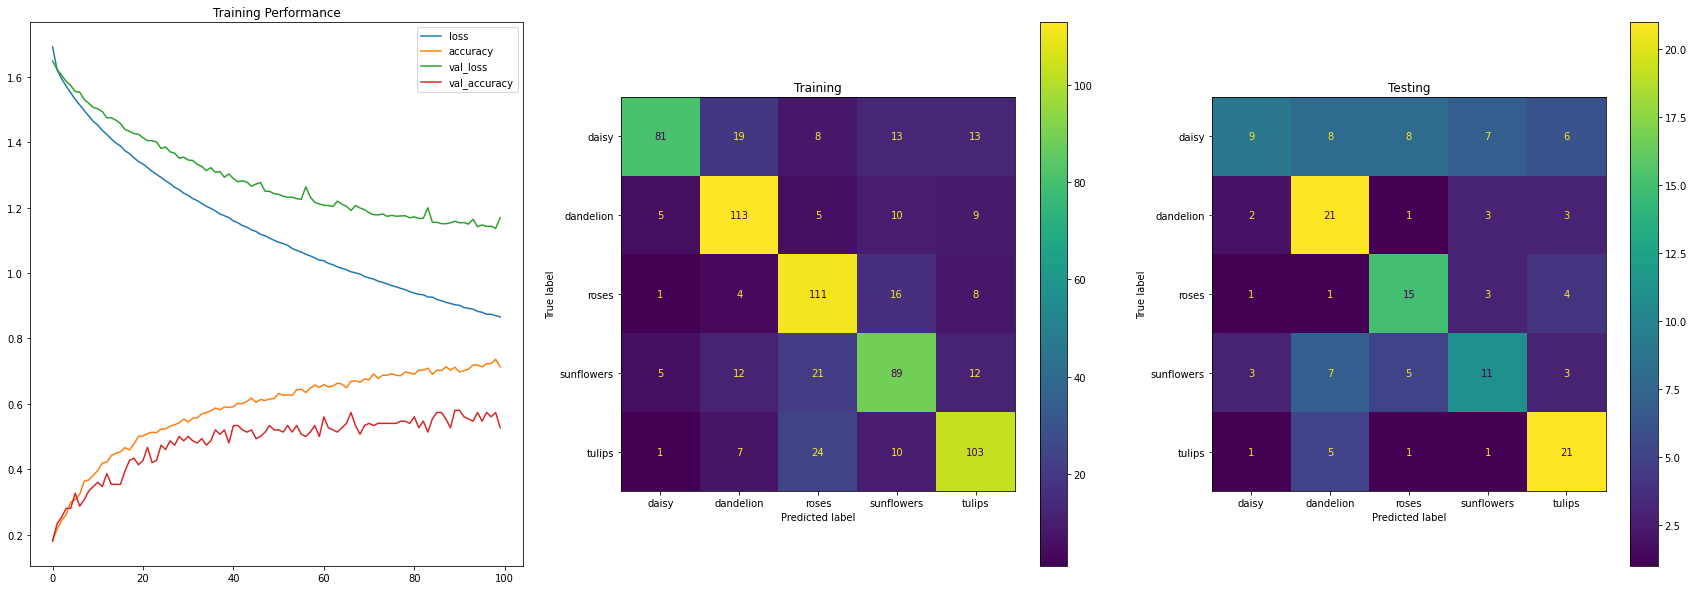 Training Performance
loss
accuracy
val_loss
val_accuracy
1.6
1.4
1.2
1.0
0.8
0.6
0.4
0.2
0 20 40 60 80 100
Training
True label
daisy 81 19 8 13 13
dandelion 5 113 5 10 9
roses 1 4 111 16 8
sunflowers 5 12 21 89 12
tulips 1 7 24 10 103
daisy dandelion roses sunflowers tulips
Predicted label
100
80
60
40
20
Testing
True label
daisy 9 8 8 7 6
dandelion 2 21 1 3 3
roses 1 1 15 3 4
sunflowers 3 7 5 11 3
tulips 1 5 1 1 21
daisy dandelion roses sunflowers tulips
Predicted label
20.0
17.5
15.0
12.5
10.0
7.5
5.0
2.5